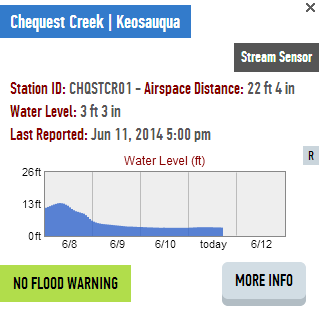 ×
Chequest Creek | Keosauqua
Stream Sensor
Station ID: CHQSTCR01 - Airspace Distance: 22 ft 4 in
Water Level: 3 ft 3 in
Last Reported: Jun 11, 2014 5:00 pm
R
Water Level (ft)
26ft
13ft
0ft
6/8 6/9 6/10 today 6/12
NO FLOOD WARNING
MORE INFO